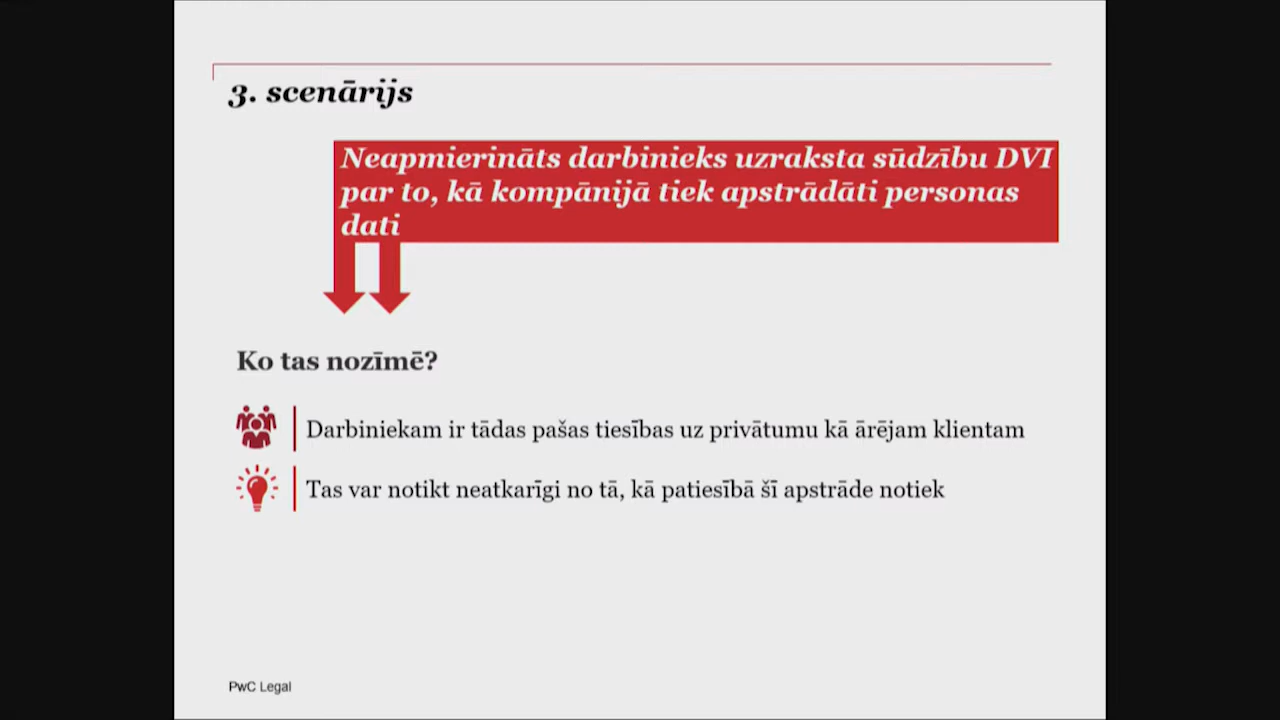 3. scenārijs
Neapmierināts darbinieks uzraksta sūdzību DVI
par to, kā kompānijā tiek apstrādāti personas
dati
Ko tas nozīmē?
Darbiniekam ir tādas pašas tiesības uz privātumu kā ārējam klientam
Tas var notikt neatkarīgi no tā, kā patiesībā šī apstrāde notiek
PwC Legal